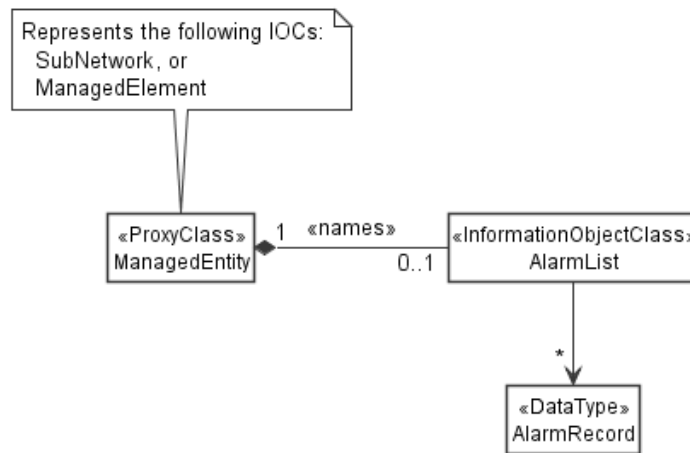 Represents the following IOCs:
SubNetwork, or
ManagedElement
«ProxyClass»
ManagedEntity
1
«names»
0..1
«InformationObjectClass»
AlarmList
*
«DataType»
AlarmRecord